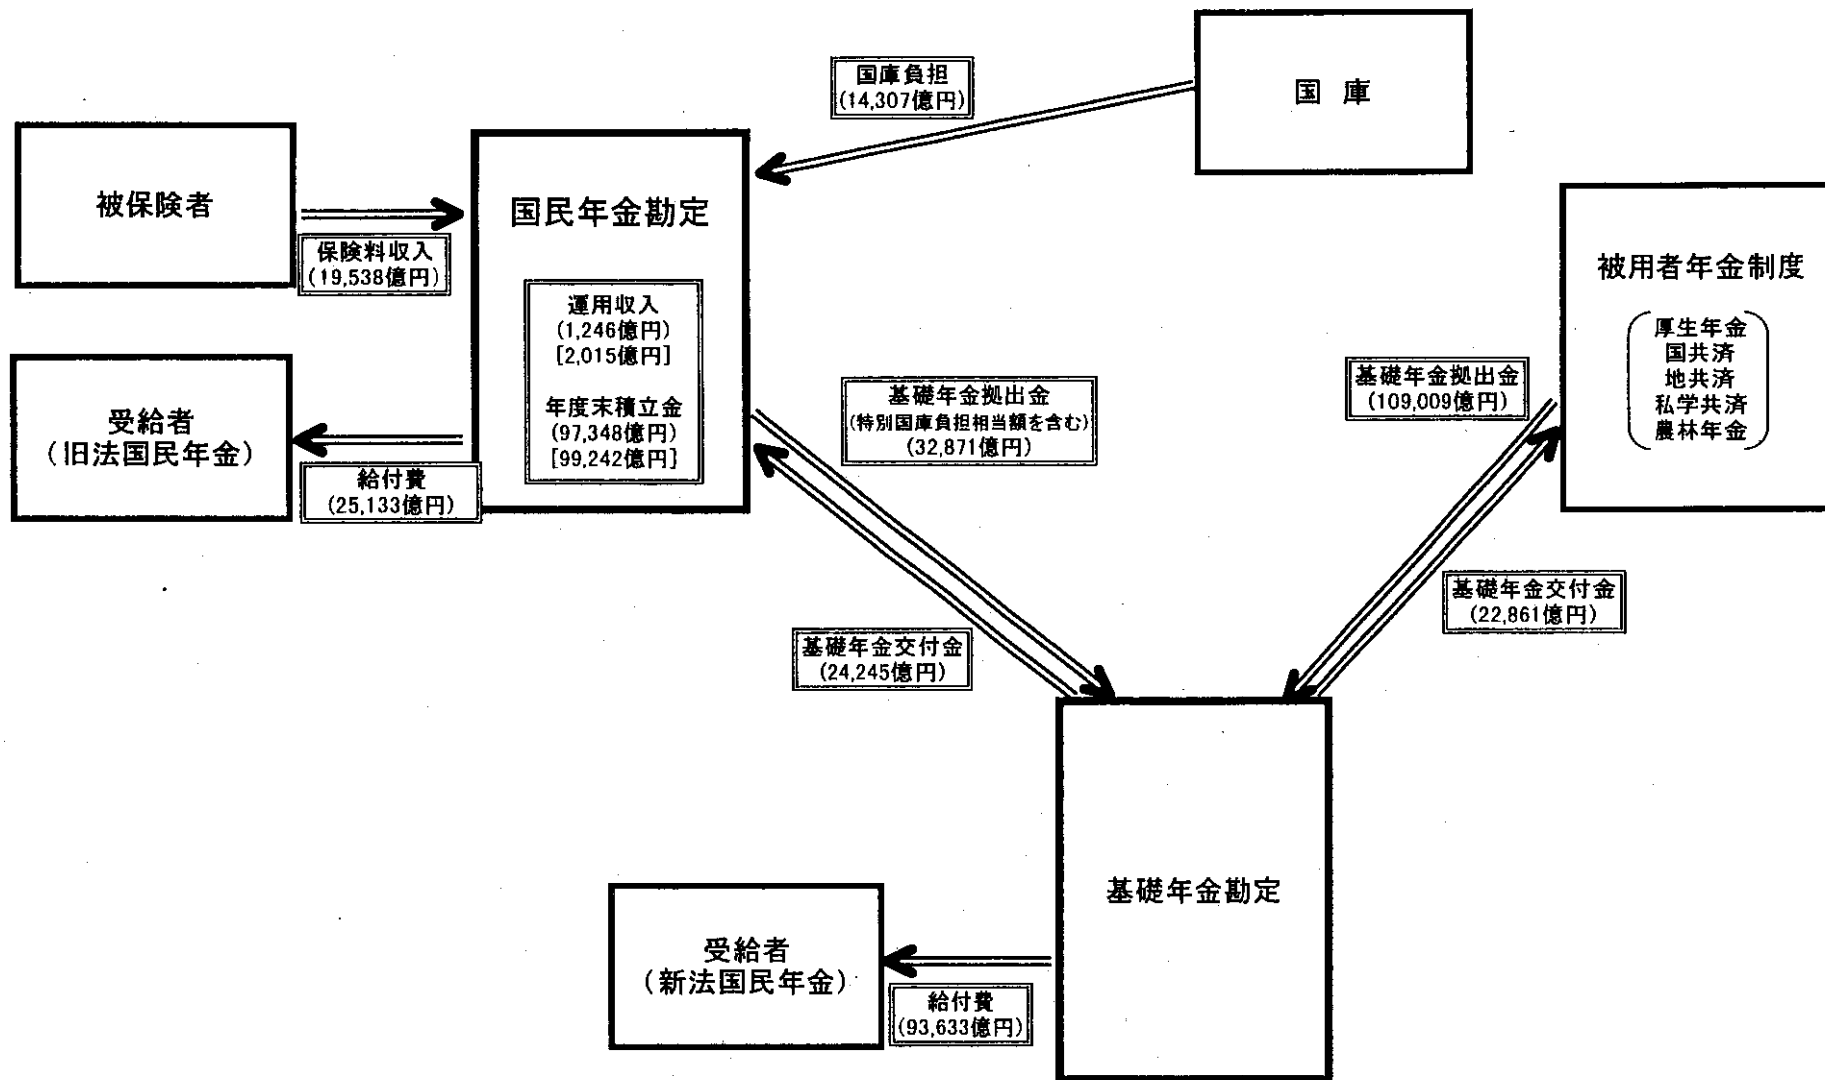 国庫
国庫負担
(14,307億円)
被保険者
保険料収入
(19,538億円)
国民年金勘定
運用収入
(1,246億円)
[2,015億円]
年度末積立金
(97,348億円)
[99,242億円]
受給者
(旧法国民年金)
給付費
(25,133億円)
基礎年金拠出金
(特別国庫負担相当額を含む)
(32,871億円)
基礎年金交付金
(24,245億円)
被用者年金制度
厚生年金
国共済
地共済
私学共済
農林年金
基礎年金拠出金
(109,009億円)
基礎年金交付金
(22,861億円)
基礎年金勘定
受給者
(新法国民年金)
給付費
(93,633億円)